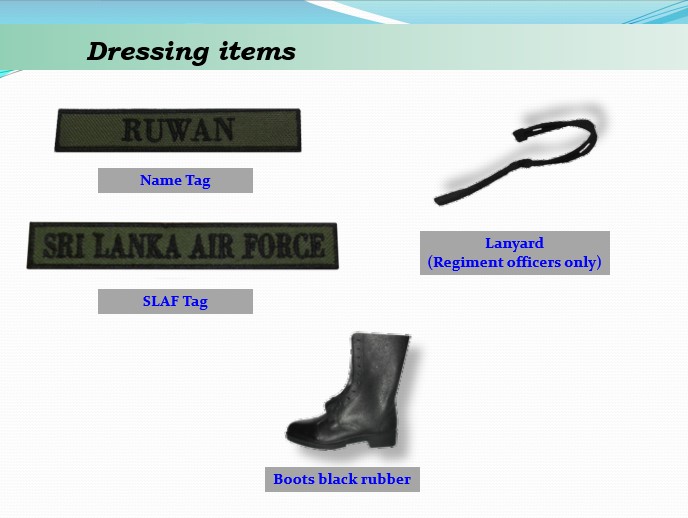 Dressing items
RUWAN
Name Tag
SRI LANKA AIR FORCE
SLAF Tag
Lanyard
(Regiment officers only)
Boots black rubber